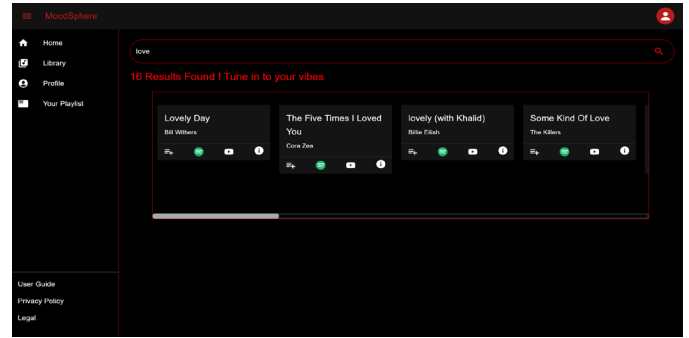 MoodSphere
Home
Library
Profile
Your Playlist
love
16 Results Found ! Tune in to your vibes
Lovely Day
Bill Withers
The Five Times I Loved
You
Cora Zea
lovely (with Khalid)
Billie Eilish
Some Kind Of Love
The Killers
User Guide
Privacy Policy
Legal